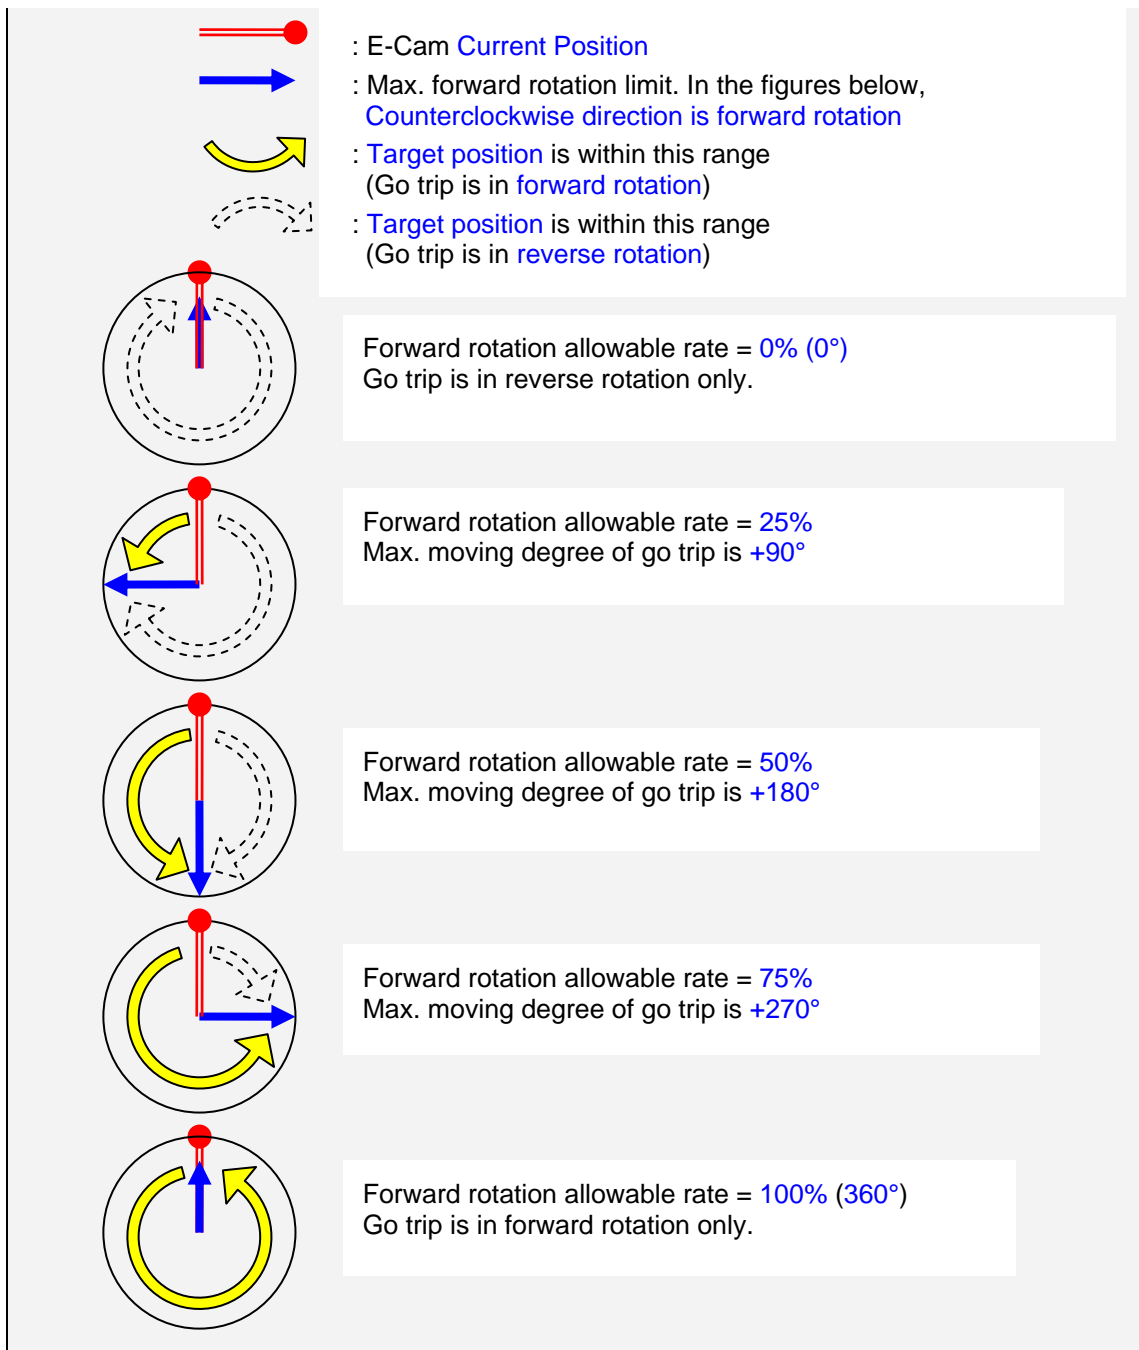 : E-Cam Current Position
: Max. forward rotation limit. In the figures below,
Counterclockwise direction is forward rotation
: Target position is within this range
(Go trip is in forward rotation)
: Target position is within this range
(Go trip is in reverse rotation)
Forward rotation allowable rate = 0% (0°)
Go trip is in reverse rotation only.
Forward rotation allowable rate = 25%
Max. moving degree of go trip is +90°
Forward rotation allowable rate = 50%
Max. moving degree of go trip is +180°
Forward rotation allowable rate = 75%
Max. moving degree of go trip is +270°
Forward rotation allowable rate = 100% (360°)
Go trip is in forward rotation only.